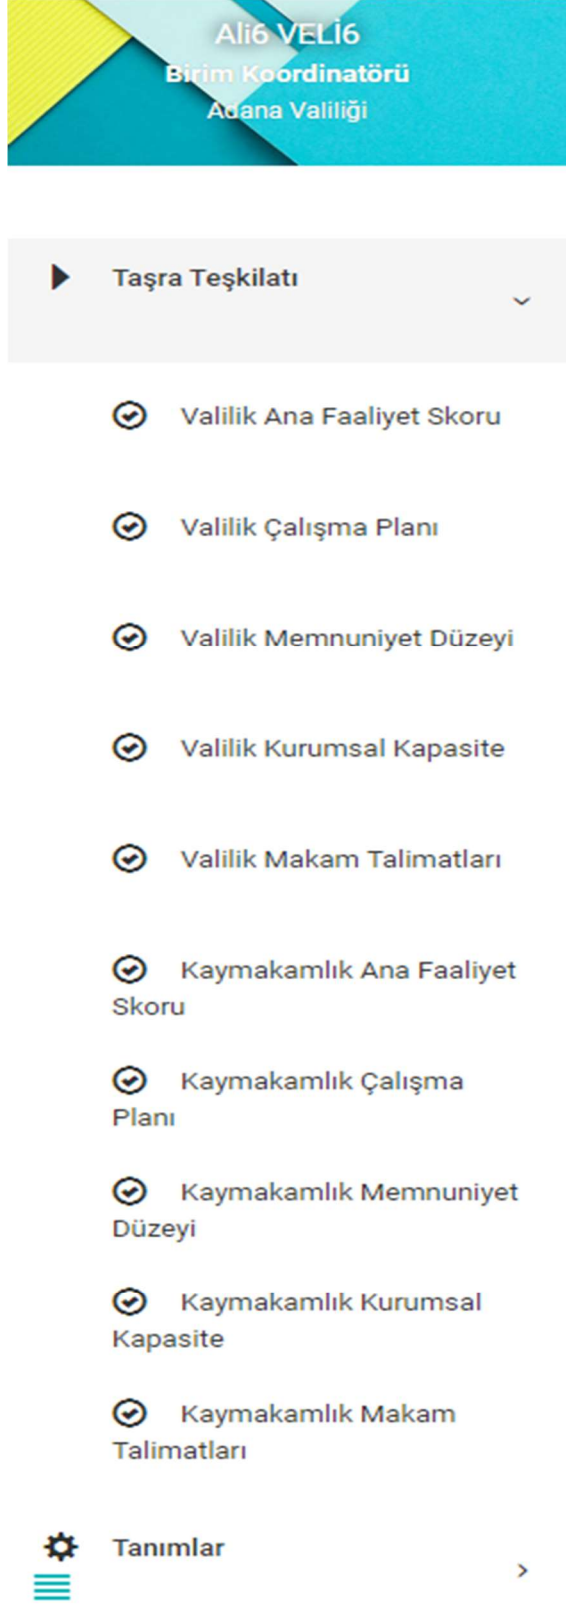 Ali6 VELİ6
Birim Koordinatörü
Adana Valiliği
Taşra Teşkilatı
Valilik Ana Faaliyet Skoru
Valilik Çalışma Planı
Valilik Memnuniyet Düzeyi
Valilik Kurumsal Kapasite
Valilik Makam Talimatları
Kaymakamlık Ana Faaliyet
Skoru
Kaymakamlık Çalışma
Planı
Kaymakamlık Memnuniyet
Düzeyi
Kaymakamlık Kurumsal
Kapasite
Kaymakamlık Makam
Talimatları
Tanımlar